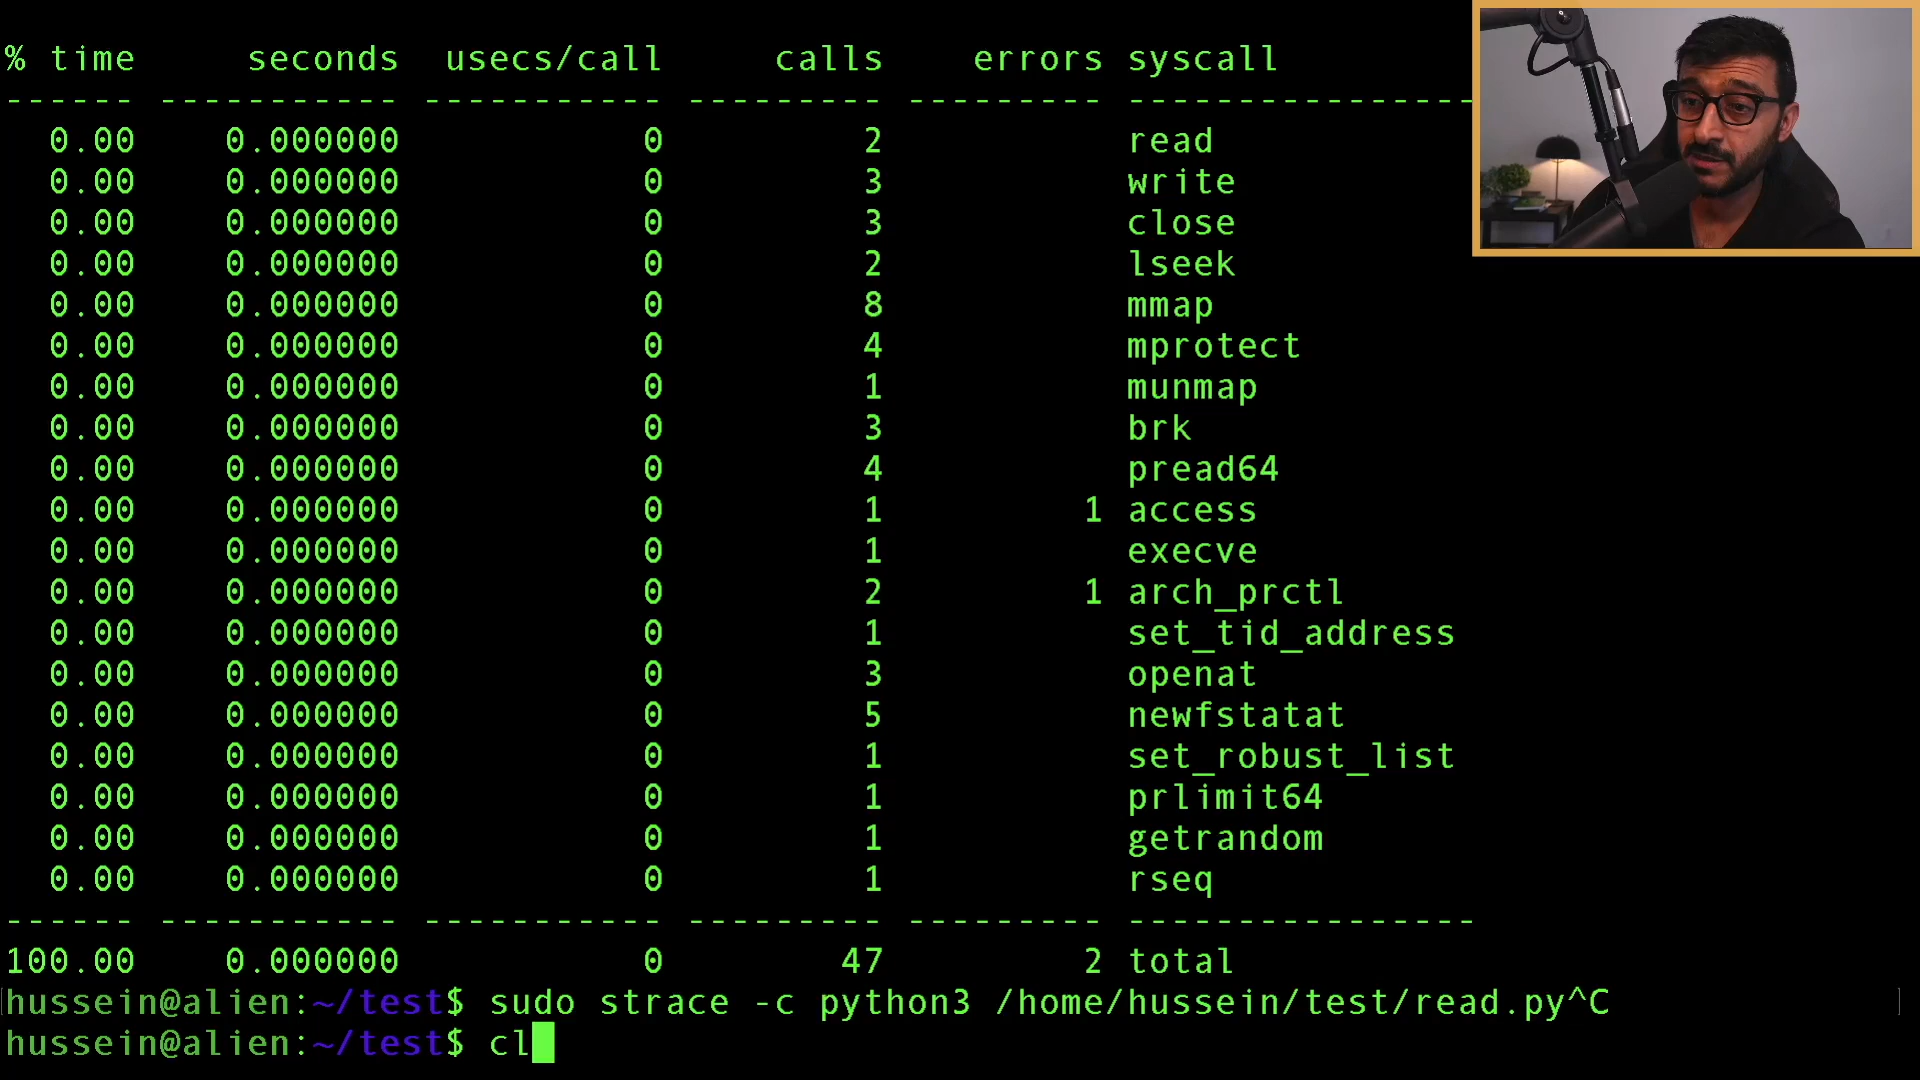 % time seconds usecs/call calls errors syscall
------ ----------- ----------- --------- --------- ----------------
0.00 0.000000 0 2 read
0.00 0.000000 0 3 write
0.00 0.000000 0 3 close
0.00 0.000000 0 2 lseek
0.00 0.000000 0 8 mmap
0.00 0.000000 0 4 mprotect
0.00 0.000000 0 1 munmap
0.00 0.000000 0 3 brk
0.00 0.000000 0 4 pread64
0.00 0.000000 0 1 1 access
0.00 0.000000 0 1 execve
0.00 0.000000 0 2 1 arch_prctl
0.00 0.000000 0 1 set_tid_address
0.00 0.000000 0 3 openat
0.00 0.000000 0 5 newfstatat
0.00 0.000000 0 1 set_robust_list
0.00 0.000000 0 1 prlimit64
0.00 0.000000 0 1 getrandom
0.00 0.000000 0 1 rseq
------ ----------- ----------- --------- --------- ----------------
100.00 0.000000 0 47 2 total
hussein@alien:~/test$ sudo strace -c python3 /home/hussein/test/read.py^C
hussein@alien:~/test$ cl